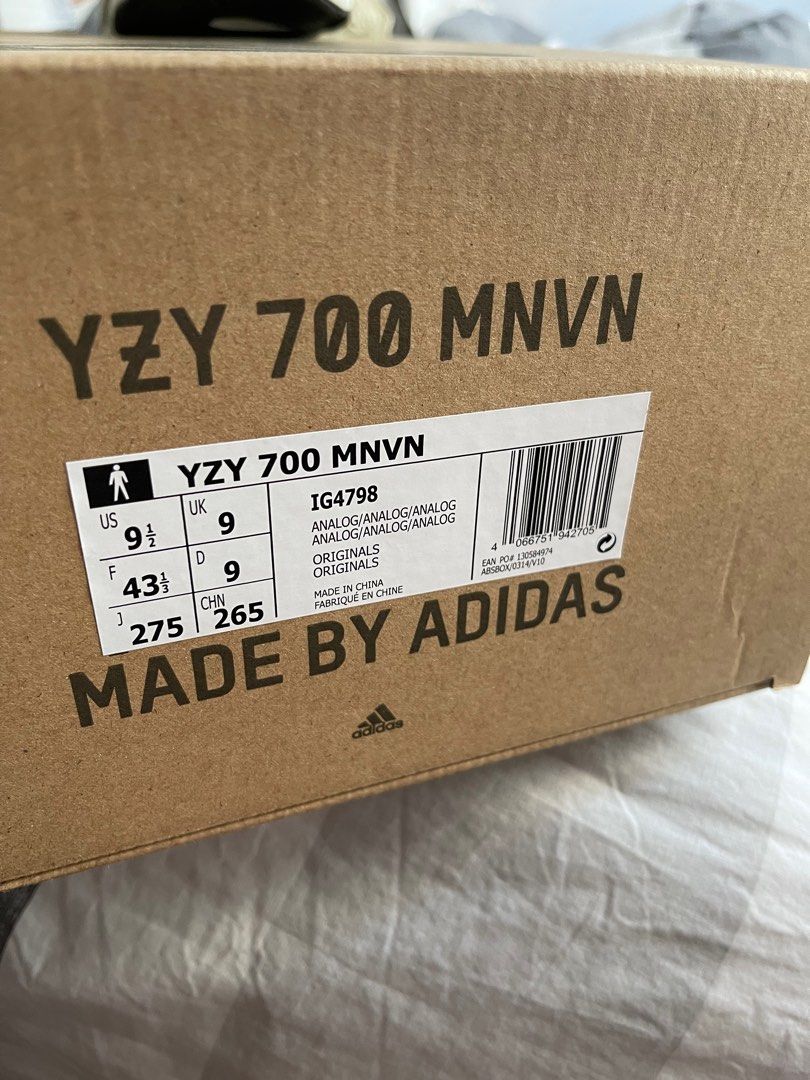 YZY 700 MNVN
YZY 700 MNVN
US 9½
UK 9
F 43⅓
D 9
J 275
CHN 265
IG4798
ANALOG/ANALOG/ANALOG
ANALOG/ANALOG/ANALOG
ORIGINALS
ORIGINALS
MADE IN CHINA
FABRIQUÉ EN CHINE
4 066751 942705
EAN PO# 130584974
ABSBOX/0314/V10
MADE BY ADIDAS
adidas